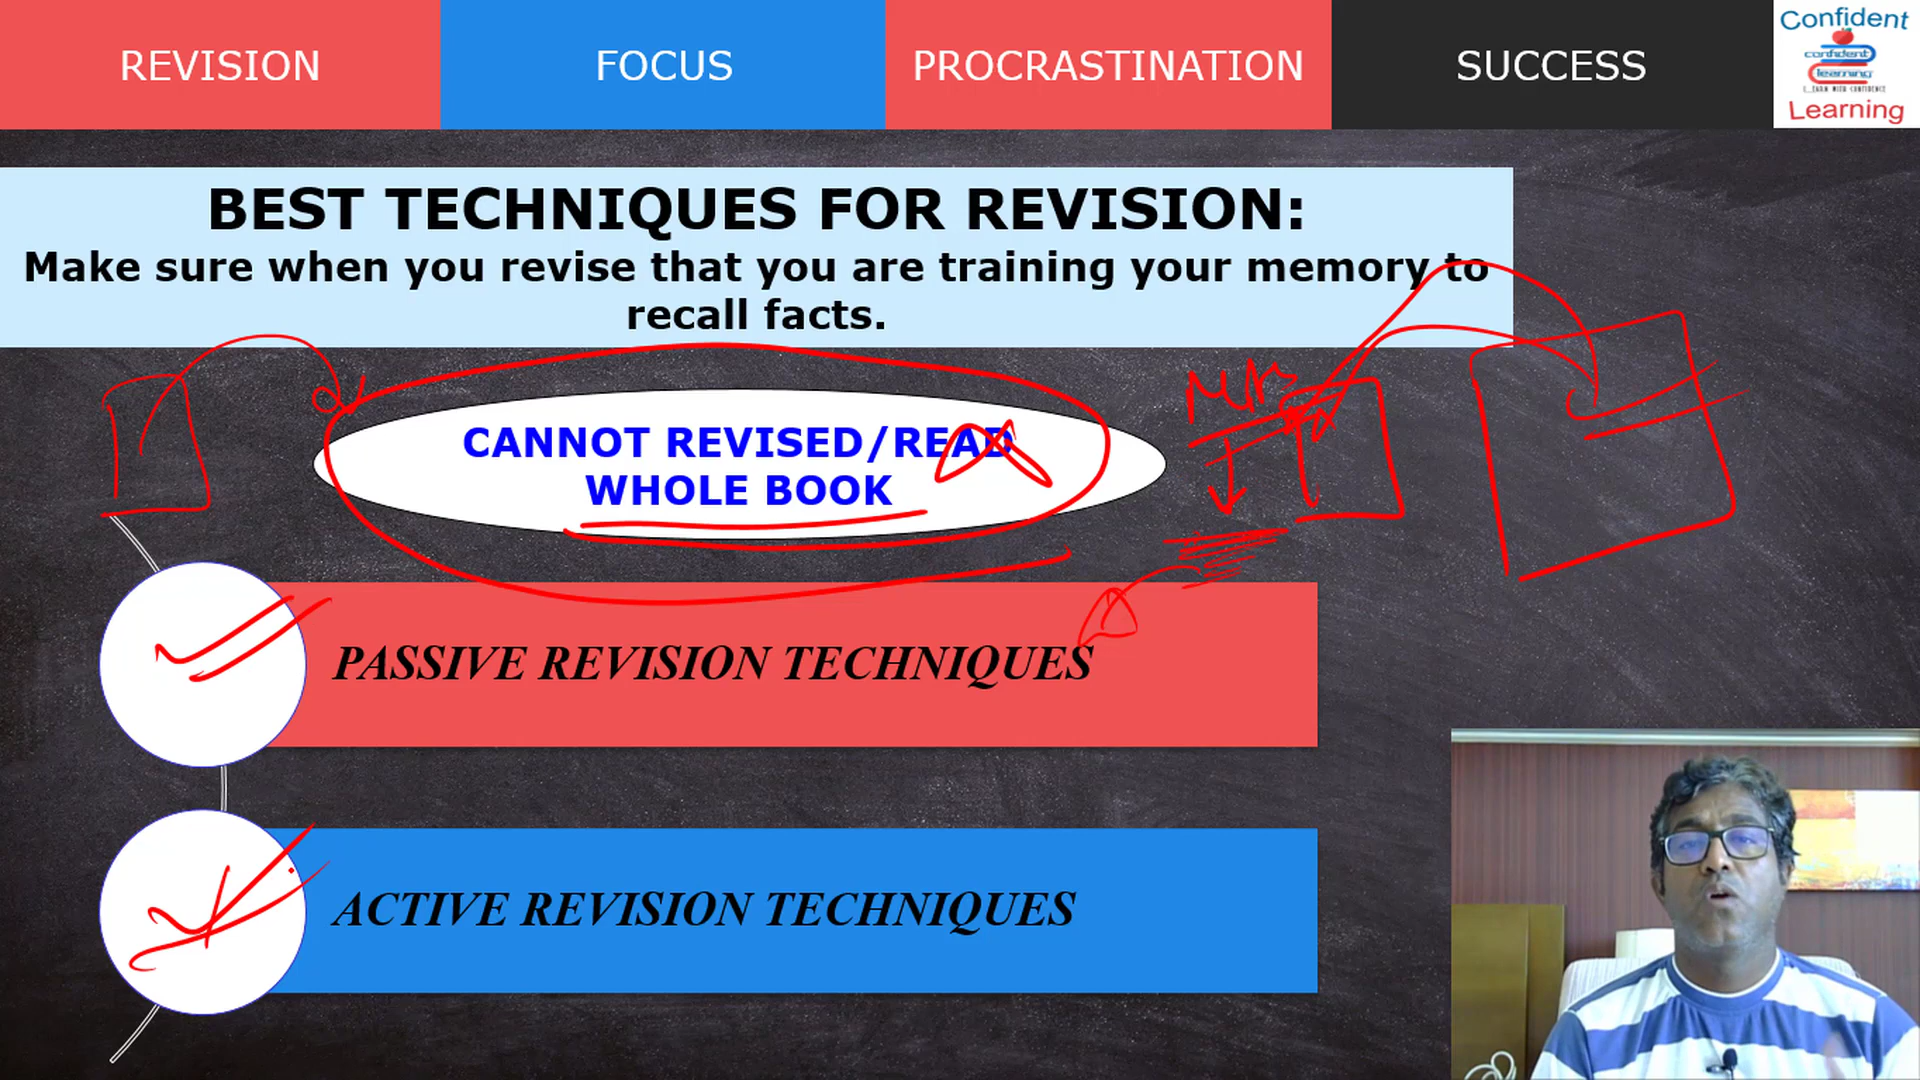 REVISION
FOCUS
PROCRASTINATION
SUCCESS
Confident
confident
learning
Learning
BEST TECHNIQUES FOR REVISION:
Make sure when you revise that you are training your memory to
recall facts.
CANNOT REVISED/READ
WHOLE BOOK
PASSIVE REVISION TECHNIQUES
ACTIVE REVISION TECHNIQUES